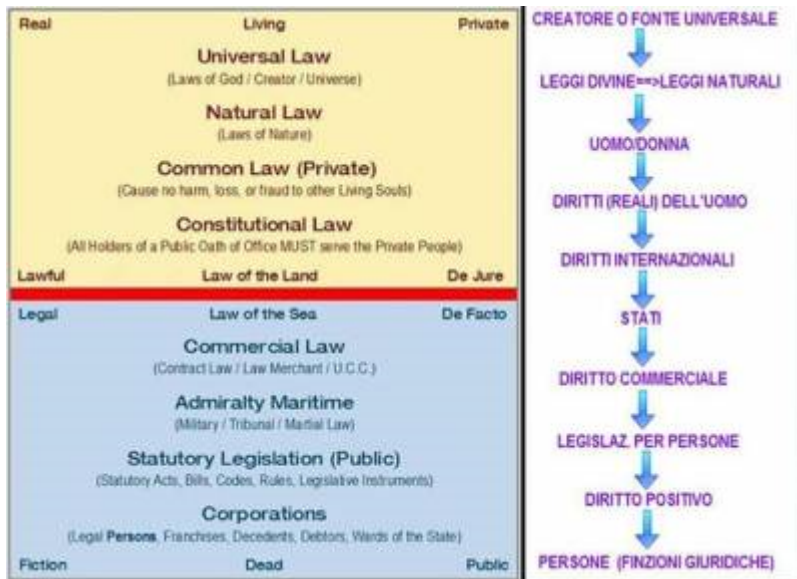 Real Living Private
Universal Law
(Laws of God / Creator / Universe)
Natural Law
(Laws of Nature)
Common Law (Private)
(Cause no harm, loss, or fraud to other Living Souls)
Constitutional Law
(All Holders of a Public Oath of Office MUST serve the Private People)
Lawful Law of the Land De Jure
Legal Law of the Sea De Facto
Commercial Law
(Contract Law / Law Merchant / U.C.C.)
Admiralty Maritime
(Military / Tribunal / Martial Law)
Statutory Legislation (Public)
(Statutory Acts, Bills, Codes, Rules, Legislative Instruments)
Corporations
(Legal Persons, Franchises, Decedents, Debtors, Wards of the State)
Fiction Dead Public
CREATORE O FONTE UNIVERSALE
LEGGI DIVINE==>LEGGI NATURALI
UOMO/DONNA
DIRITTI (REALI) DELL'UOMO
DIRITTI INTERNAZIONALI
STATI
DIRITTO COMMERCIALE
LEGISLAZ. PER PERSONE
DIRITTO POSITIVO
PERSONE (FINZIONI GIURIDICHE)